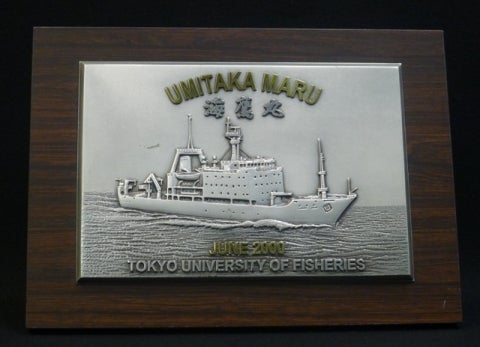 UMITAKA MARU
海鷹丸
JUNE 2000
TOKYO UNIVERSITY OF FISHERIES